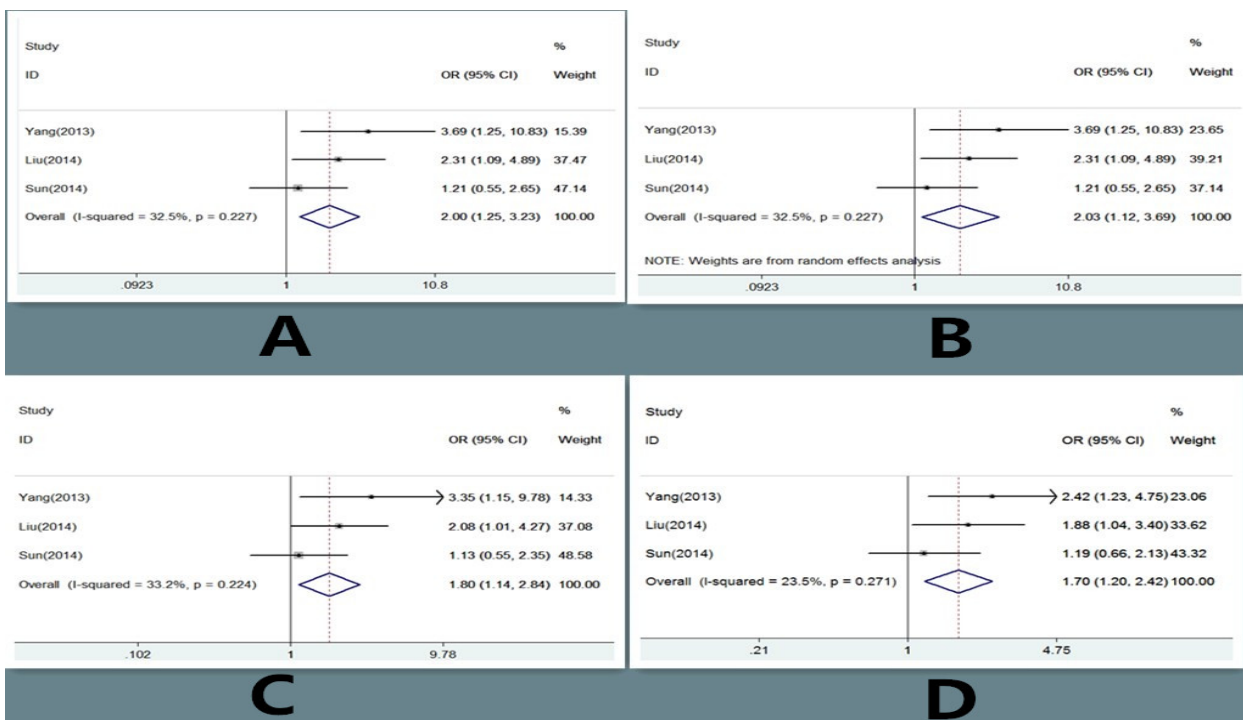 Study %
ID OR (95% CI) Weight
Yang(2013) 3.69 (1.25, 10.83) 15.39
Liu(2014) 2.31 (1.09, 4.89) 37.47
Sun(2014) 1.21 (0.55, 2.65) 47.14
Overall (I-squared = 32.5%, p = 0.227) 2.00 (1.25, 3.23) 100.00
.0923 1 10.8
A
Study %
ID OR (95% CI) Weight
Yang(2013) 3.69 (1.25, 10.83) 23.65
Liu(2014) 2.31 (1.09, 4.89) 39.21
Sun(2014) 1.21 (0.55, 2.65) 37.14
Overall (I-squared = 32.5%, p = 0.227) 2.03 (1.12, 3.69) 100.00
NOTE: Weights are from random effects analysis
.0923 1 10.8
B
Study %
ID OR (95% CI) Weight
Yang(2013) 3.35 (1.15, 9.78) 14.33
Liu(2014) 2.08 (1.01, 4.27) 37.08
Sun(2014) 1.13 (0.55, 2.35) 48.58
Overall (I-squared = 33.2%, p = 0.224) 1.80 (1.14, 2.84) 100.00
.102 1 9.78
C
Study %
ID OR (95% CI) Weight
Yang(2013) 2.42 (1.23, 4.75) 23.06
Liu(2014) 1.88 (1.04, 3.40) 33.62
Sun(2014) 1.19 (0.66, 2.13) 43.32
Overall (I-squared = 23.5%, p = 0.271) 1.70 (1.20, 2.42) 100.00
.21 1 4.75
D